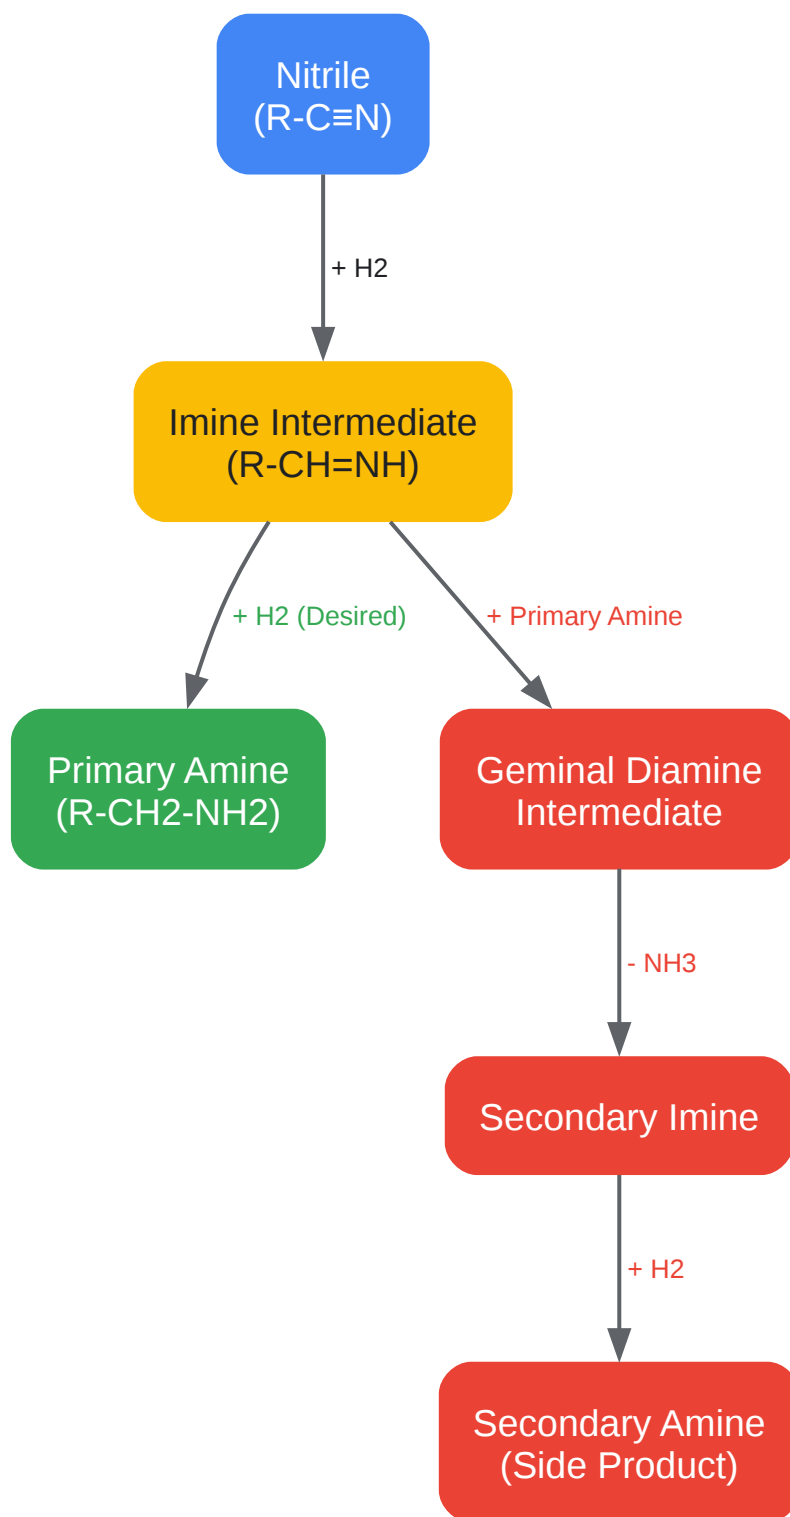 Nitrile
(R-C≡N)
+ H2
Imine Intermediate
(R-CH=NH)
+ H2 (Desired)
+ Primary Amine
Primary Amine
(R-CH2-NH2)
Geminal Diamine
Intermediate
- NH3
Secondary Imine
+ H2
Secondary Amine
(Side Product)